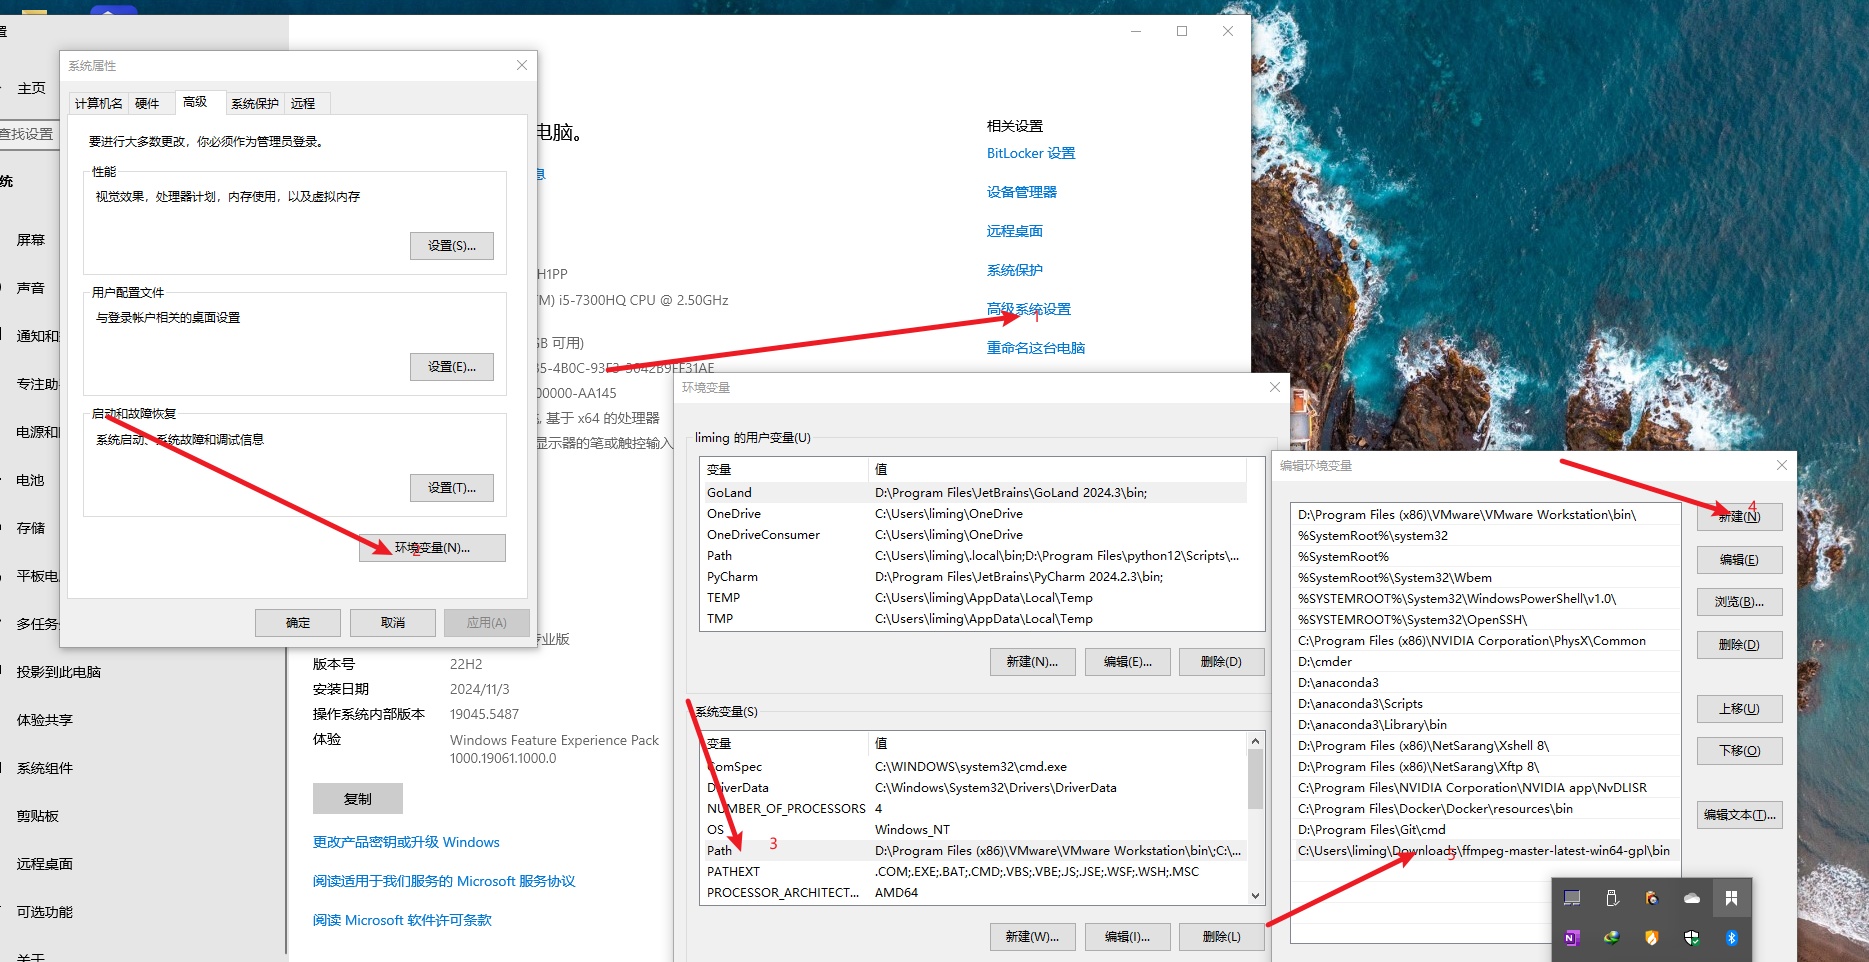 置
主页
查找设置
统
屏幕
声音
通知和
专注助
电源和
电池
存储
平板电
多任务
投影到此电脑
体验共享
系统组件
剪贴板
远程桌面
可选功能
关于
系统属性
计算机名
硬件
高级
系统保护
远程
要进行大多数更改，你必须作为管理员登录。
性能
视觉效果，处理器计划，内存使用，以及虚拟内存
设置(S)...
用户配置文件
与登录帐户相关的桌面设置
设置(E)...
启动和故障恢复
系统启动、系统故障和调试信息
设置(T)...
环境变量(N)...
2
确定
取消
应用(A)
电脑。
息
H1PP
TM) i5-7300HQ CPU @ 2.50GHz
GB 可用)
35-4B0C-93F3-3642B9FF31AE
00000-AA145
, 基于 x64 的处理器
显示器的笔或触控输入
专业版
版本号
22H2
安装日期
2024/11/3
操作系统内部版本
19045.5487
体验
Windows Feature Experience Pack
1000.19061.1000.0
复制
更改产品密钥或升级 Windows
阅读适用于我们服务的 Microsoft 服务协议
阅读 Microsoft 软件许可条款
相关设置
BitLocker 设置
设备管理器
远程桌面
系统保护
高级系统设置
1
重命名这台电脑
环境变量
liming 的用户变量(U)
变量 值
GoLand D:\Program Files\JetBrains\GoLand 2024.3\bin;
OneDrive C:\Users\liming\OneDrive
OneDriveConsumer C:\Users\liming\OneDrive
Path C:\Users\liming\.local\bin;D:\Program Files\python12\Scripts\...
PyCharm D:\Program Files\JetBrains\PyCharm 2024.2.3\bin;
TEMP C:\Users\liming\AppData\Local\Temp
TMP C:\Users\liming\AppData\Local\Temp
新建(N)...
编辑(E)...
删除(D)
系统变量(S)
变量 值
ComSpec C:\WINDOWS\system32\cmd.exe
DriverData C:\Windows\System32\Drivers\DriverData
NUMBER_OF_PROCESSORS 4
OS Windows_NT
Path D:\Program Files (x86)\VMware\VMware Workstation\bin\;C:\...
3
PATHEXT .COM;.EXE;.BAT;.CMD;.VBS;.VBE;.JS;.JSE;.WSF;.WSH;.MSC
PROCESSOR_ARCHITECT... AMD64
新建(W)...
编辑(I)...
删除(L)
编辑环境变量
D:\Program Files (x86)\VMware\VMware Workstation\bin\
%SystemRoot%\system32
%SystemRoot%
%SystemRoot%\System32\Wbem
%SYSTEMROOT%\System32\WindowsPowerShell\v1.0\
%SYSTEMROOT%\System32\OpenSSH\
C:\Program Files (x86)\NVIDIA Corporation\PhysX\Common
D:\cmder
D:\anaconda3
D:\anaconda3\Scripts
D:\anaconda3\Library\bin
D:\Program Files (x86)\NetSarang\Xshell 8\
D:\Program Files (x86)\NetSarang\Xftp 8\
C:\Program Files\NVIDIA Corporation\NVIDIA app\NvDLISR
C:\Program Files\Docker\Docker\resources\bin
D:\Program Files\Git\cmd
C:\Users\liming\Downloads\ffmpeg-master-latest-win64-gpl\bin
5
4
新建(N)
编辑(E)
浏览(B)...
删除(D)
上移(U)
下移(O)
编辑文本(T)...
N